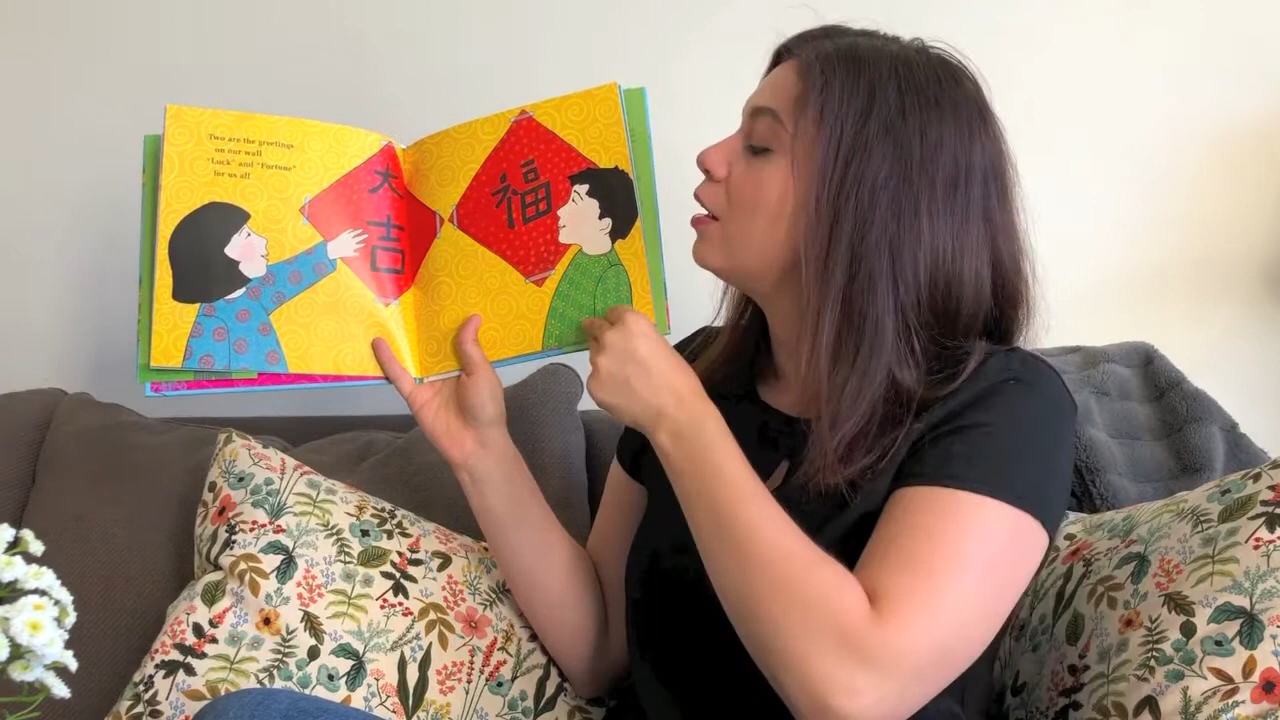 Two are the greetings
on our wall
"Luck" and "Fortune"
for us all
大
吉
福